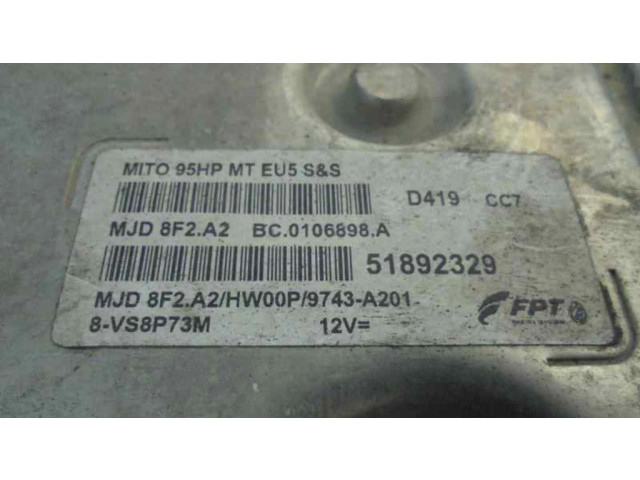 MITO 95HP MT EU5 S&S
D419 CC7
MJD 8F2.A2 BC.0106898.A
51892329
MJD 8F2.A2/HW00P/9743-A201
8-VS8P73M 12V=
FPT